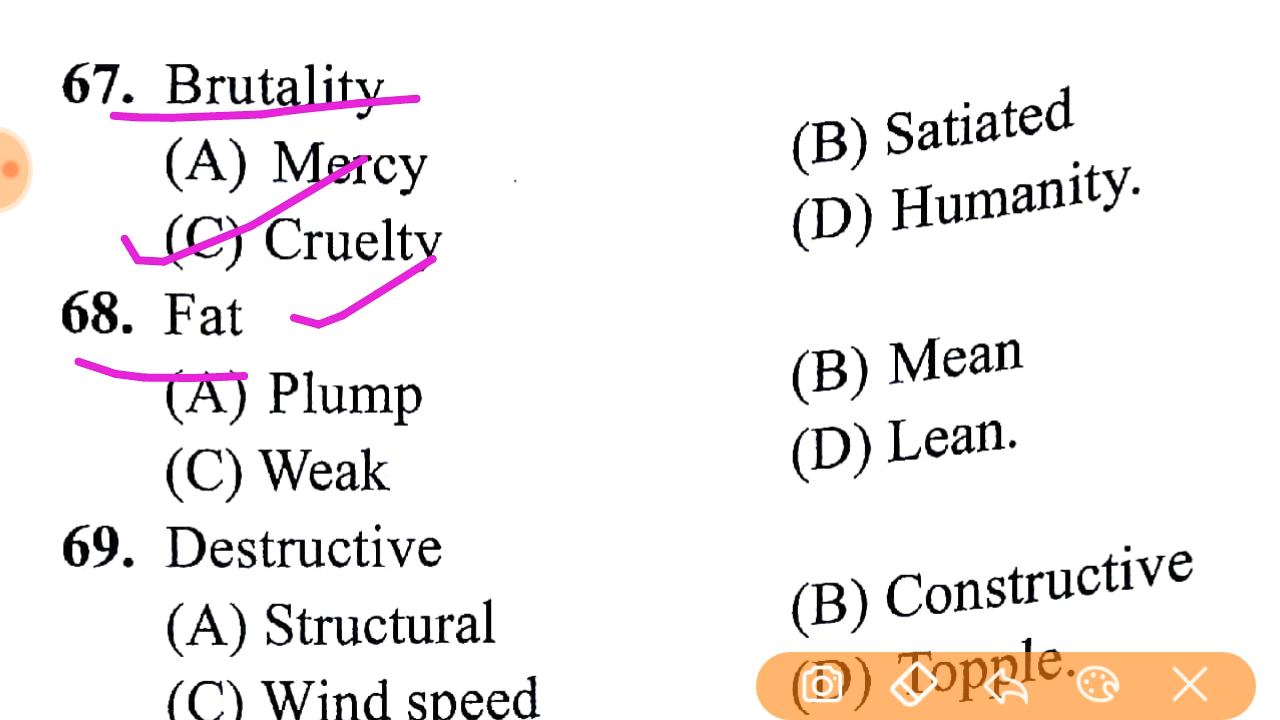 67. Brutality
(A) Mercy (B) Satiated
(C) Cruelty (D) Humanity.
68. Fat
(A) Plump (B) Mean
(C) Weak (D) Lean.
69. Destructive
(A) Structural (B) Constructive
(C) Wind speed (D) Topple.